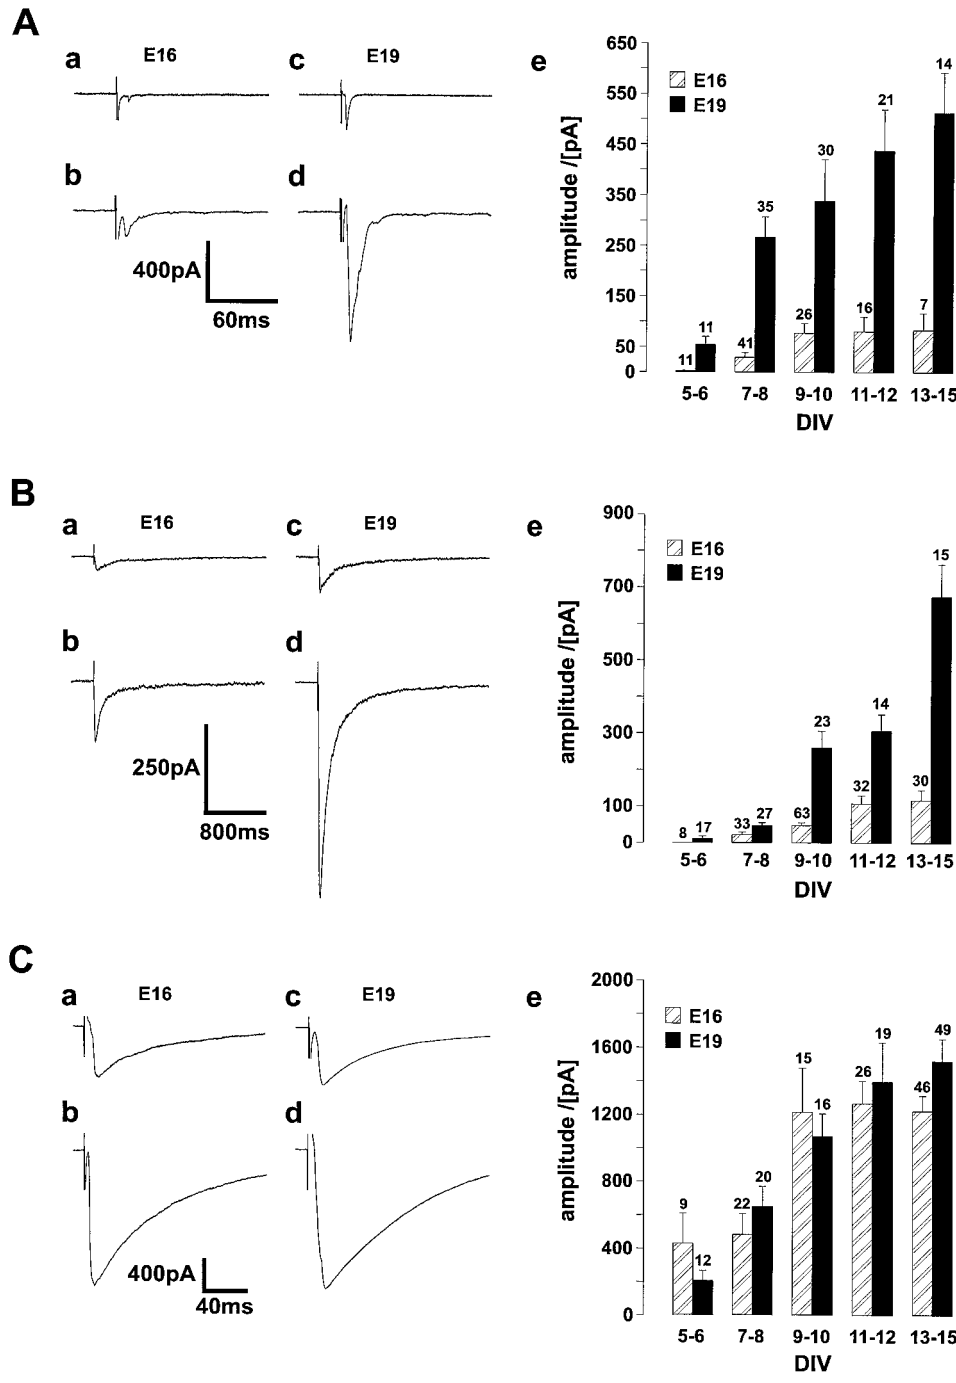 A
a E16 c E19
b d
400pA
60ms
e
E16
E19
amplitude /[pA]
650
550
450
350
250
150
50
0
11 11
41 35
26 30
16 21
7 14
5-6 7-8 9-10 11-12 13-15
DIV
B
a E16 c E19
b d
250pA
800ms
e
E16
E19
amplitude /[pA]
900
700
500
300
100
0
8 17
33 27
63 23
32 14
30 15
5-6 7-8 9-10 11-12 13-15
DIV
C
a E16 c E19
b d
400pA
40ms
e
E16
E19
amplitude /[pA]
2000
1600
1200
800
400
0
9 12
22 20
15 16
26 19
46 49
5-6 7-8 9-10 11-12 13-15
DIV